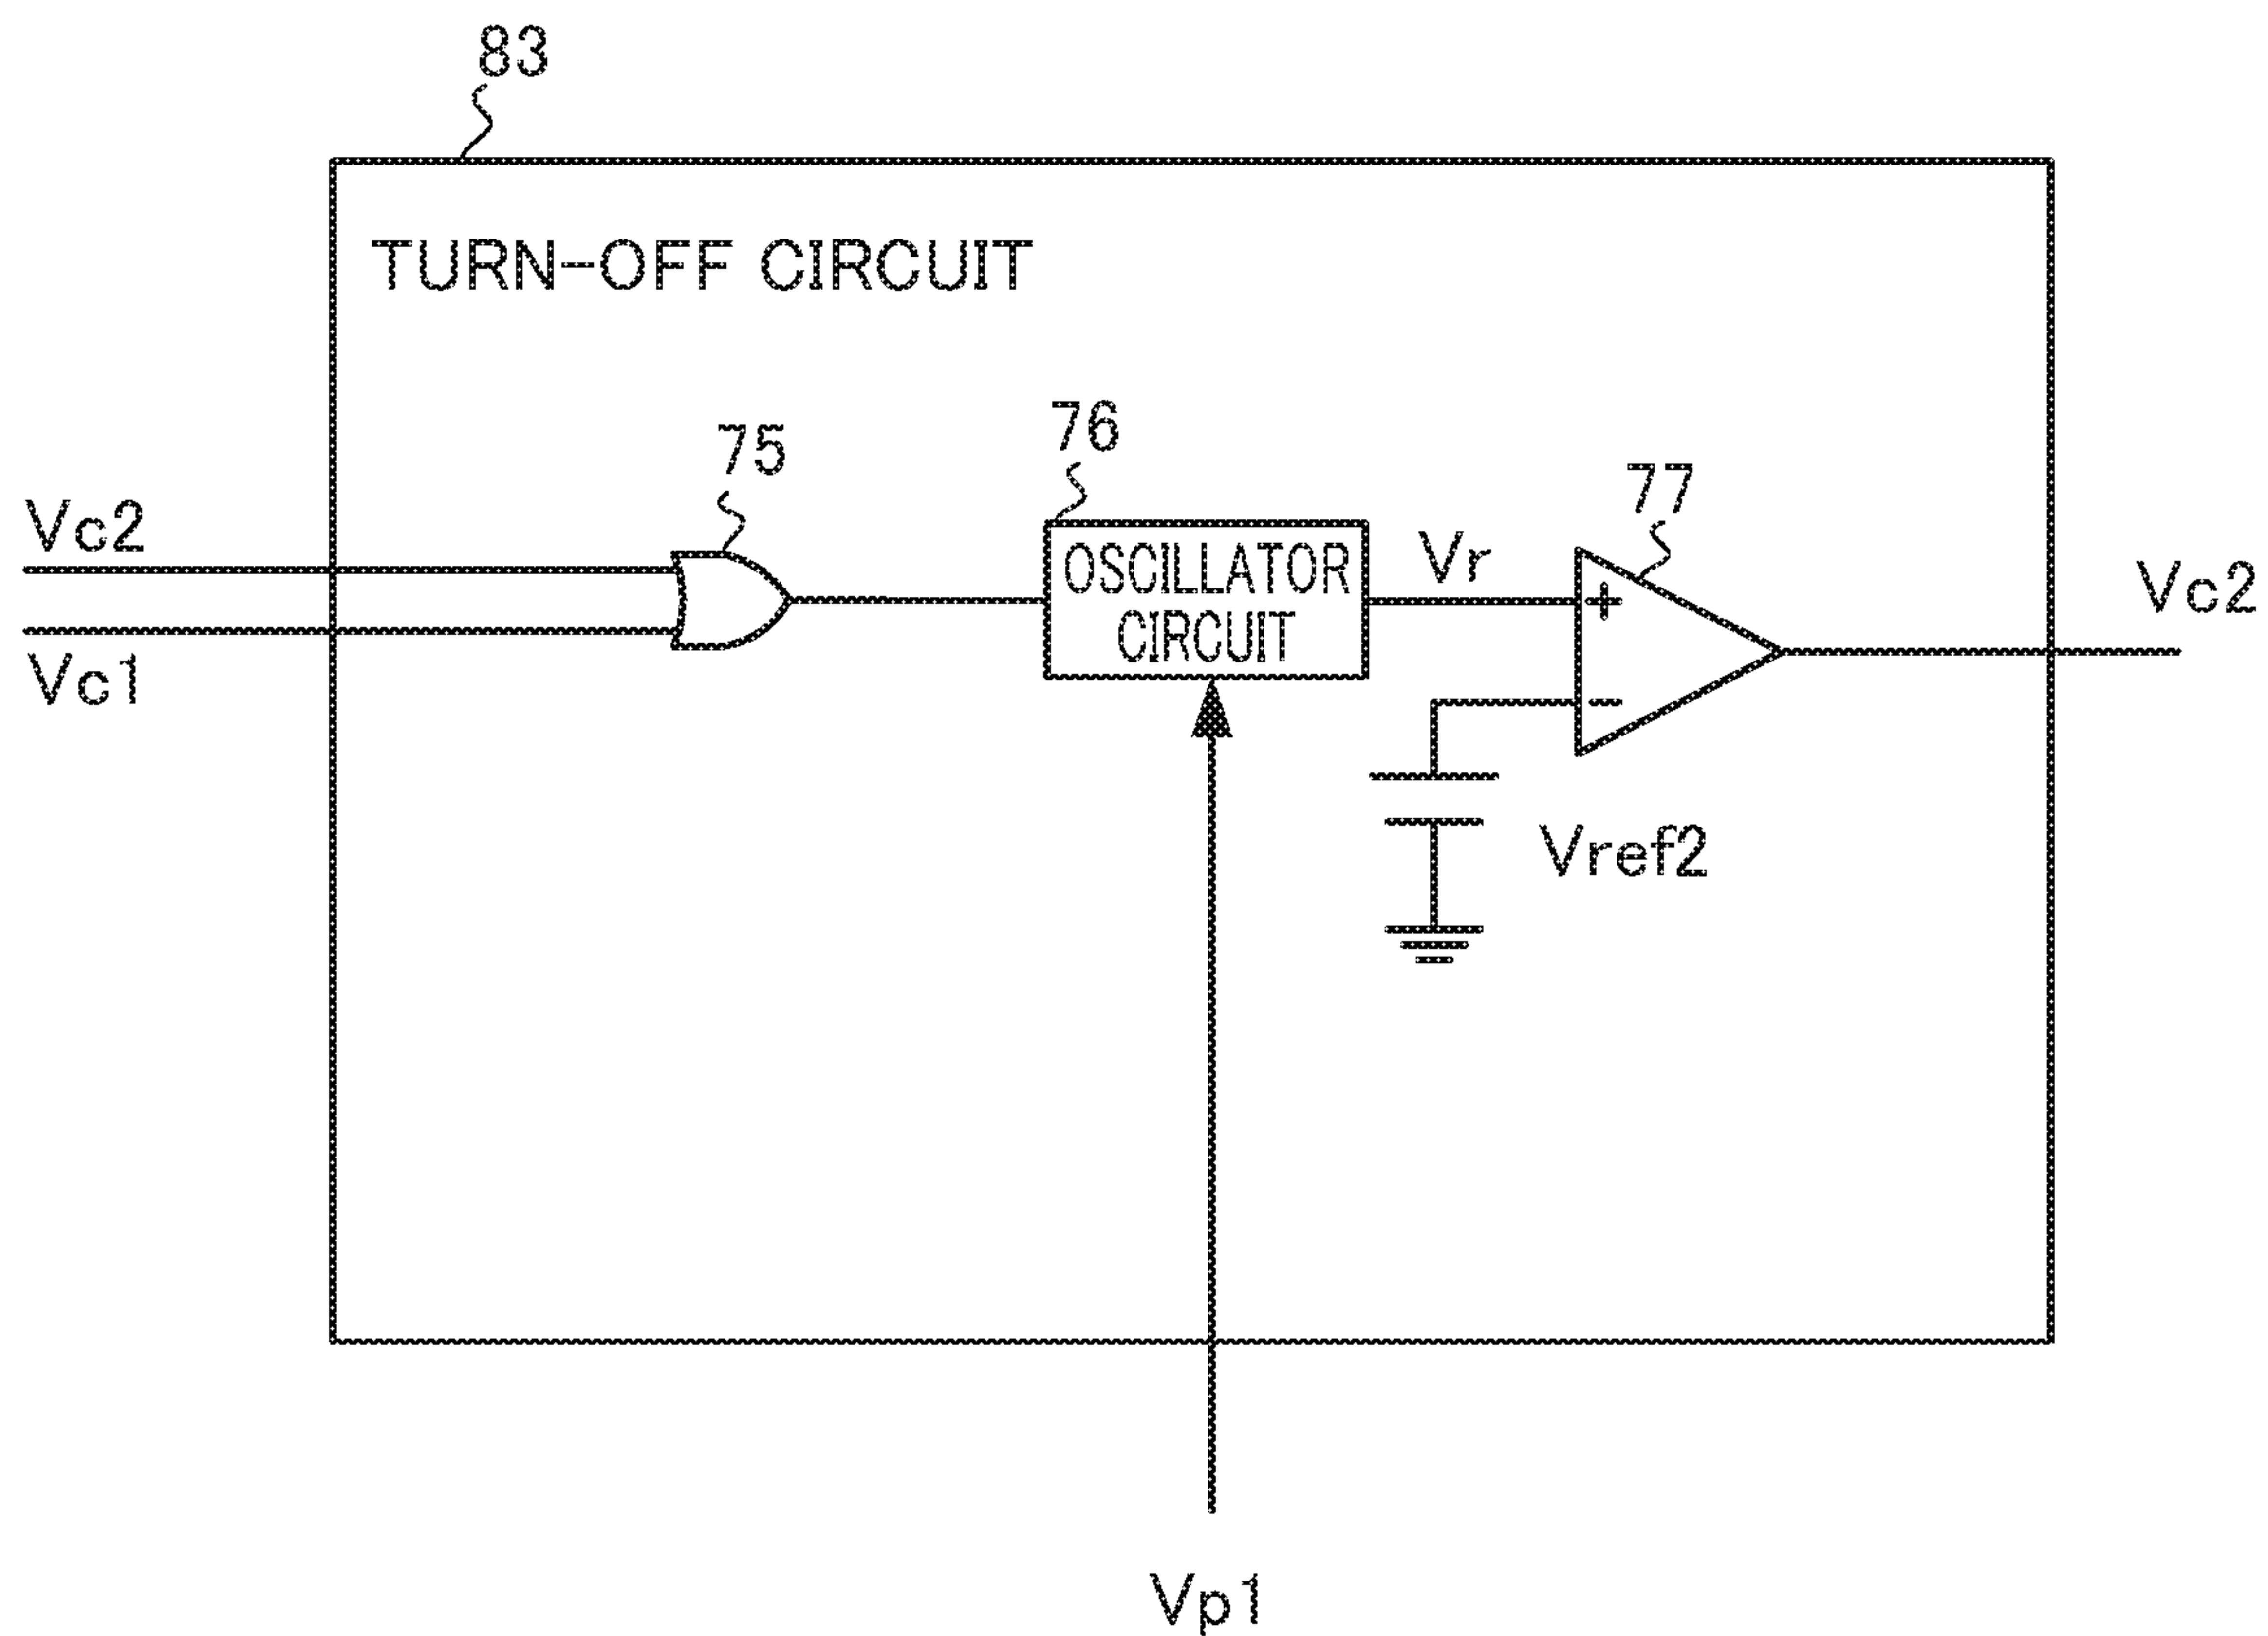 83
TURN-OFF CIRCUIT
75
76
77
Vc2
Vc1
OSCILLATOR
CIRCUIT
Vr
+
-
Vc2
Vref2
Vp1